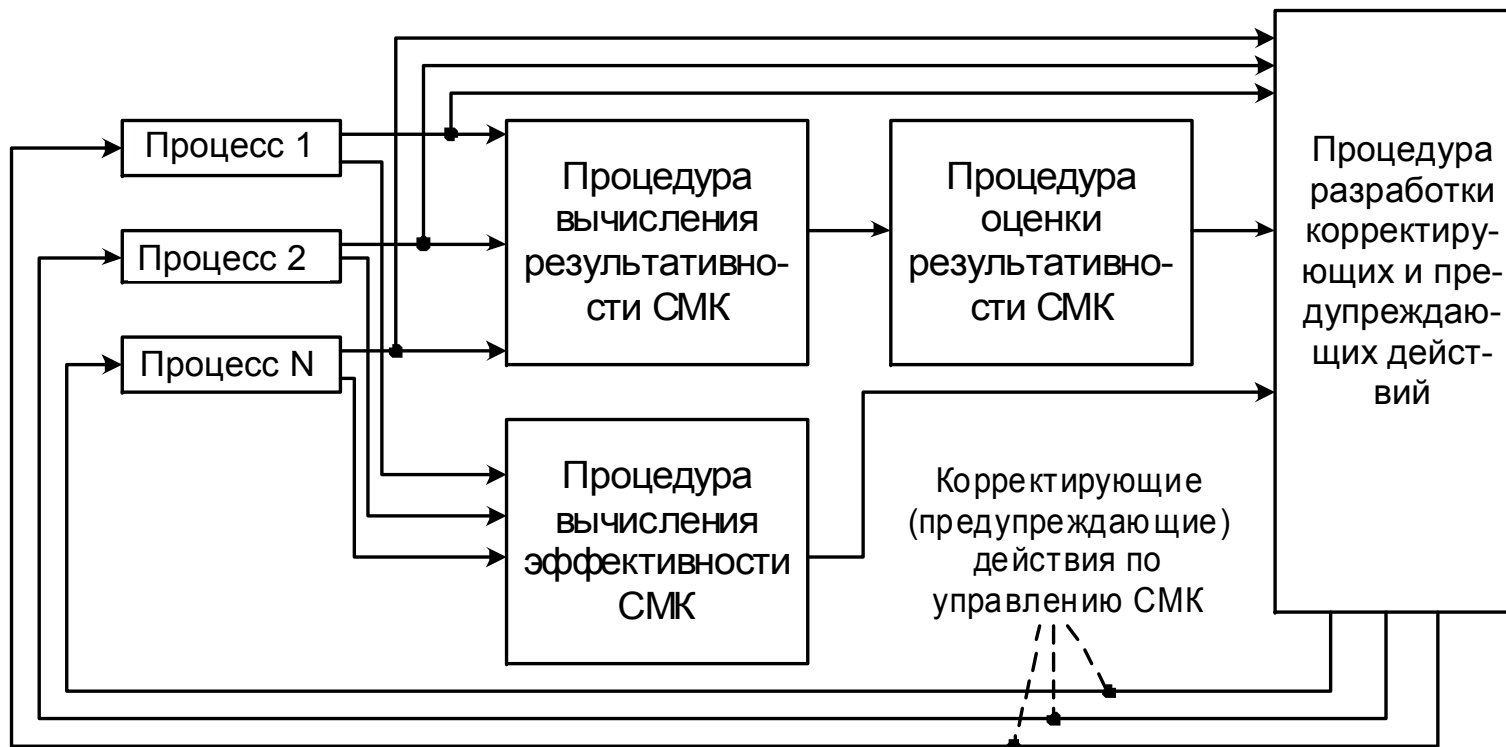 Процесс 1
Процесс 2
Процесс N
Процедура
вычисления
результативно-
сти СМК
Процедура
оценки
результативно-
сти СМК
Процедура
разработки
корректиру-
ющих и пре-
дупреждаю-
щих дейст-
вий
Процедура
вычисления
эффективности
СМК
Корректирующие
(предупреждающие)
действия по
управлению СМК